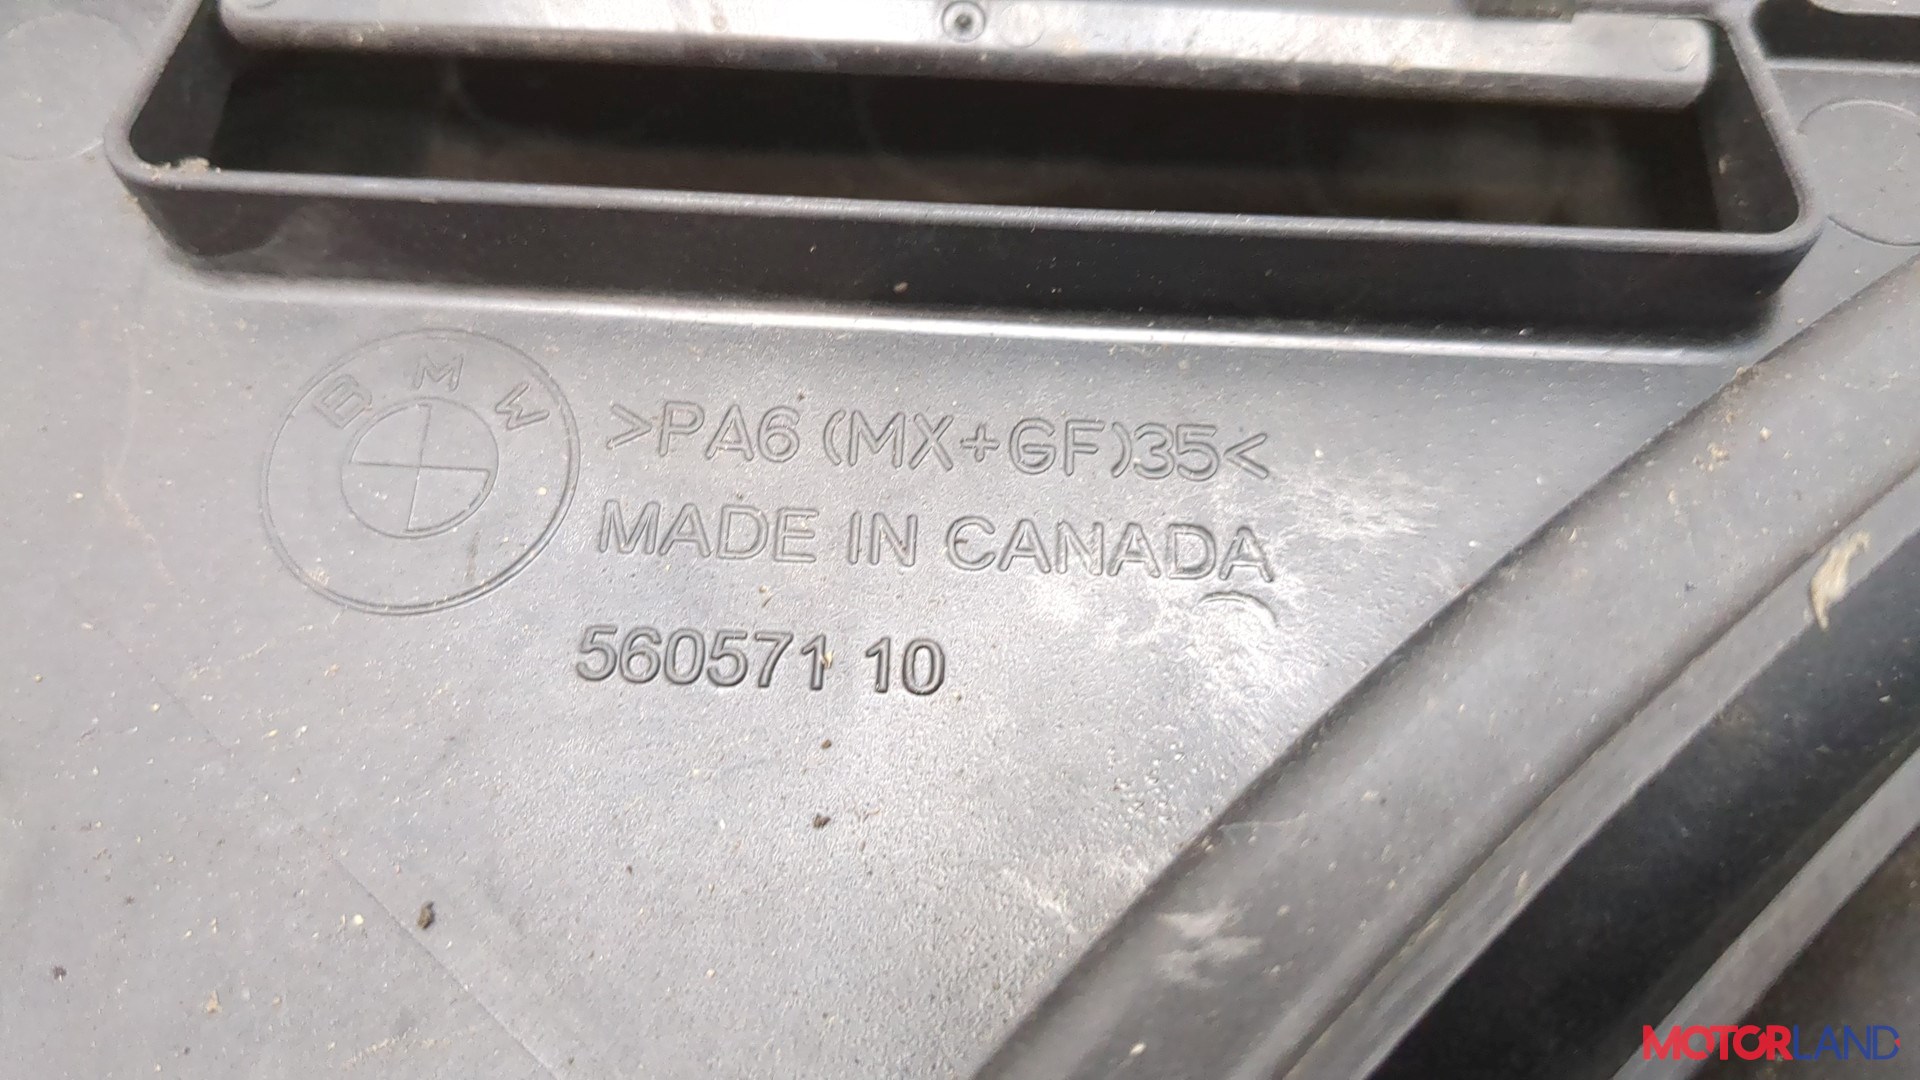 BMW
>PA6 (MX+GF)35<
MADE IN CANADA
560571 10
MOTORLAND